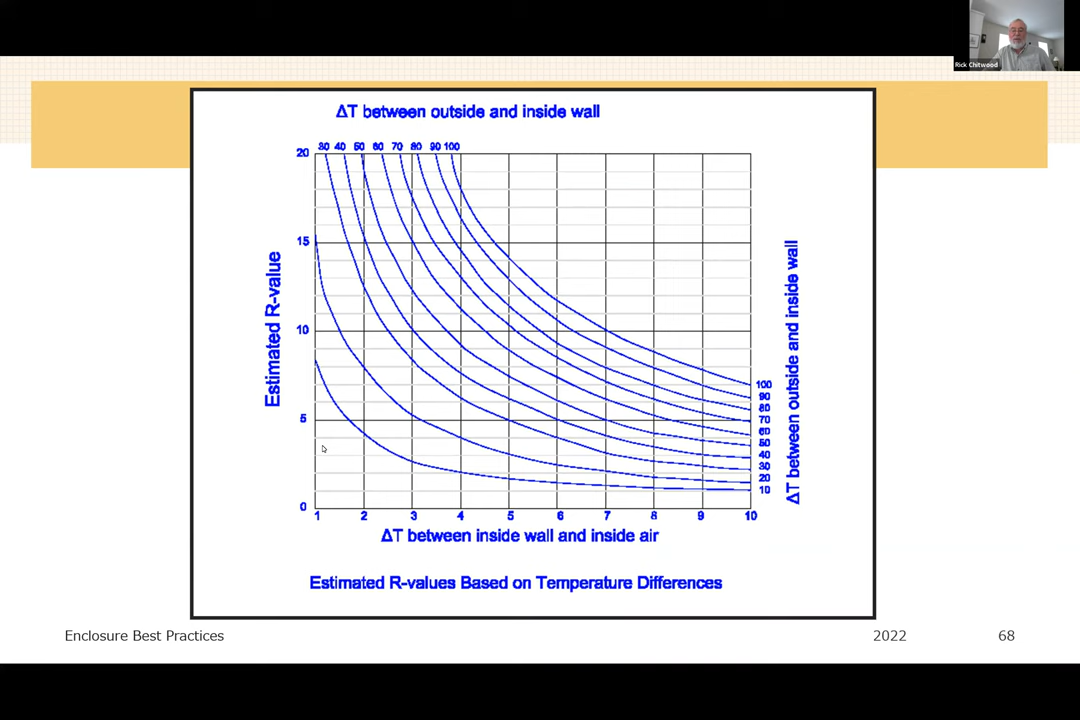 Rick Chitwood
ΔT between outside and inside wall
30 40 50 60 70 80 90 100
20
15
10
5
0
Estimated R-value
1 2 3 4 5 6 7 8 9 10
100
90
80
70
60
50
40
30
20
10
ΔT between outside and inside wall
ΔT between inside wall and inside air
Estimated R-values Based on Temperature Differences
Enclosure Best Practices 2022 68